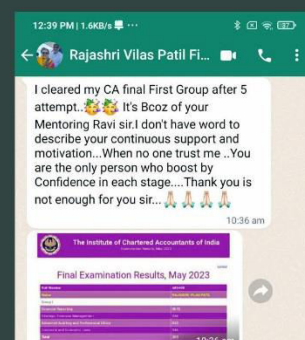 12:39 PM | 1.6KB/s
Rajashri Vilas Patil Fi...
I cleared my CA final First Group after 5
attempt..🥳🥳 It's Bcoz of your
Mentoring Ravi sir.I don't have word to
describe your continuous support and
motivation...When no one trust me ..You
are the only person who boost by
Confidence in each stage....Thank you is
not enough for you sir...🙏🏻🙏🏻🙏🏻🙏🏻
10:36 am
The Institute of Chartered Accountants of India
Final Examination Results, May 2023
10:36 am